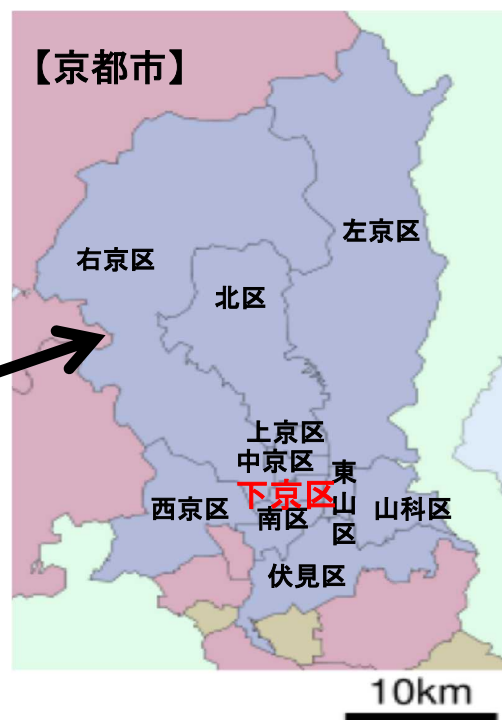 【京都市】
左京区
右京区
北区
上京区
中京区
下京区
東山区
西京区
南区
山科区
伏見区
10km